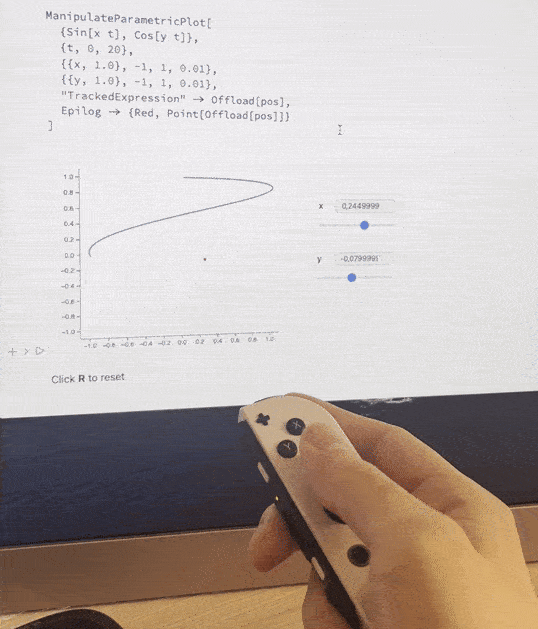 ManipulateParametricPlot[
{Sin[x t], Cos[y t]},
{t, 0, 20},
{{x, 1.0}, -1, 1, 0.01},
{{y, 1.0}, -1, 1, 0.01},
"TrackedExpression" → Offload[pos],
Epilog → {Red, Point[Offload[pos]]}
]
1.0
0.8
0.6
0.4
0.2
0.0
-0.2
-0.4
-0.6
-0.8
-1.0
-1.0 -0.8 -0.6 -0.4 -0.2 0.0 0.2 0.4 0.6 0.8 1.0
x 0,2449999
y
Click R to reset
X
Y